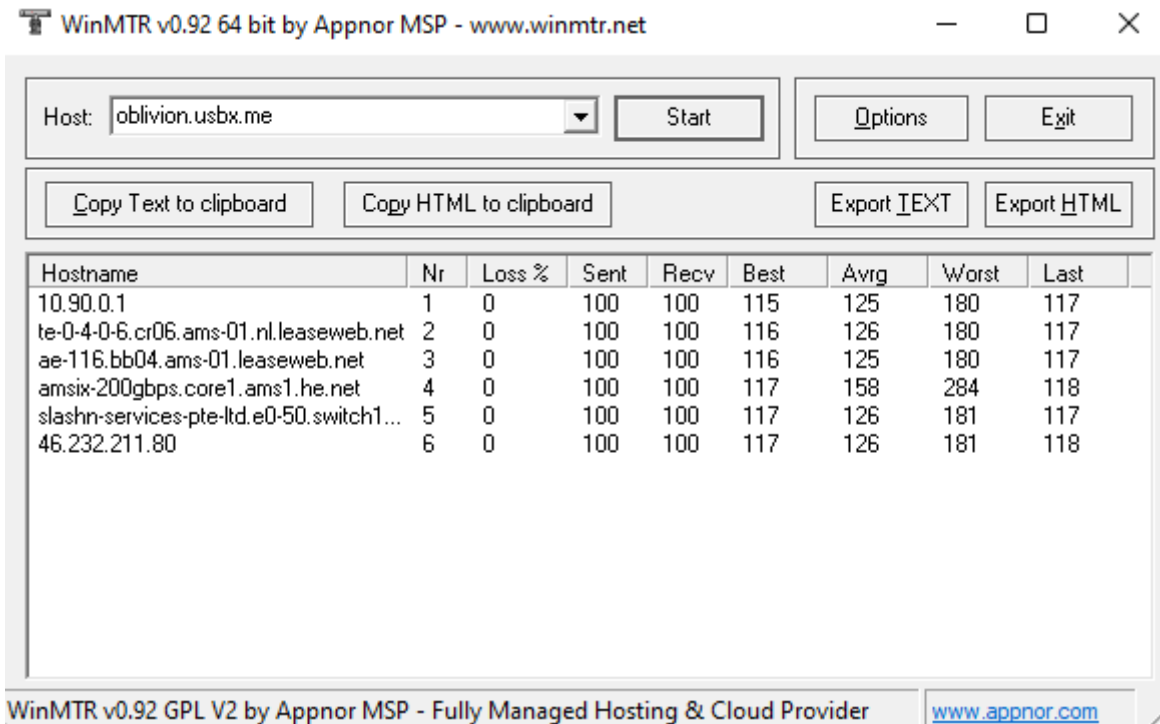 WinMTR v0.92 64 bit by Appnor MSP - www.winmtr.net
Host: oblivion.usbx.me Start Options Exit
Copy Text to clipboard Copy HTML to clipboard Export TEXT Export HTML
Hostname Nr Loss % Sent Recv Best Avrg Worst Last
10.90.0.1 1 0 100 100 115 125 180 117
te-0-4-0-6.cr06.ams-01.nl.leaseweb.net 2 0 100 100 116 126 180 117
ae-116.bb04.ams-01.leaseweb.net 3 0 100 100 116 125 180 117
amsix-200gbps.core1.ams1.he.net 4 0 100 100 117 158 284 118
slashn-services-pte-ltd.e0-50.switch1... 5 0 100 100 117 126 181 117
46.232.211.80 6 0 100 100 117 126 181 118
WinMTR v0.92 GPL V2 by Appnor MSP - Fully Managed Hosting & Cloud Provider www.appnor.com